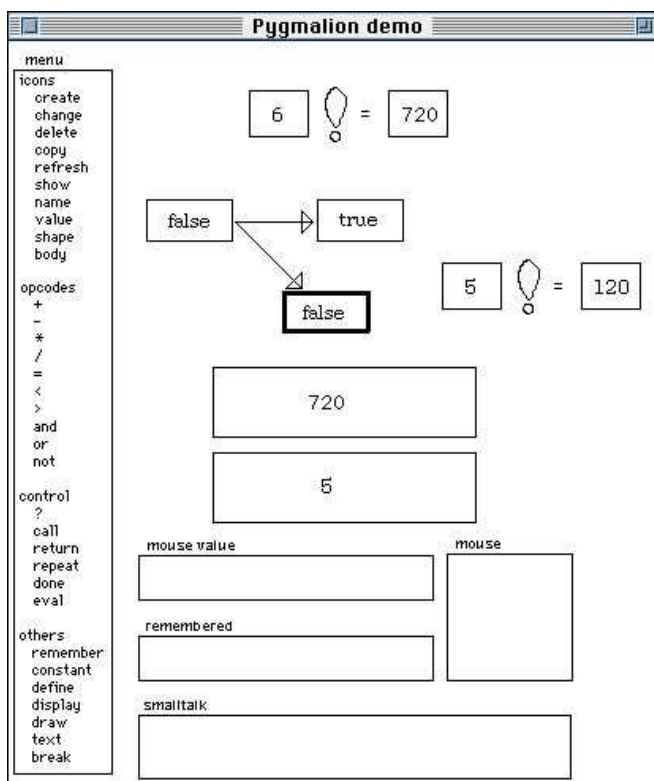 Pygmalion demo
menu
icons
create
change
delete
copy
refresh
show
name
value
shape
body
opcodes
+
-
*
/
=
<
>
and
or
not
control
?
call
return
repeat
done
eval
others
remember
constant
define
display
draw
text
break
6 ! = 720
false
true
false
5 ! = 120
720
5
mouse value
mouse
remembered
smalltalk